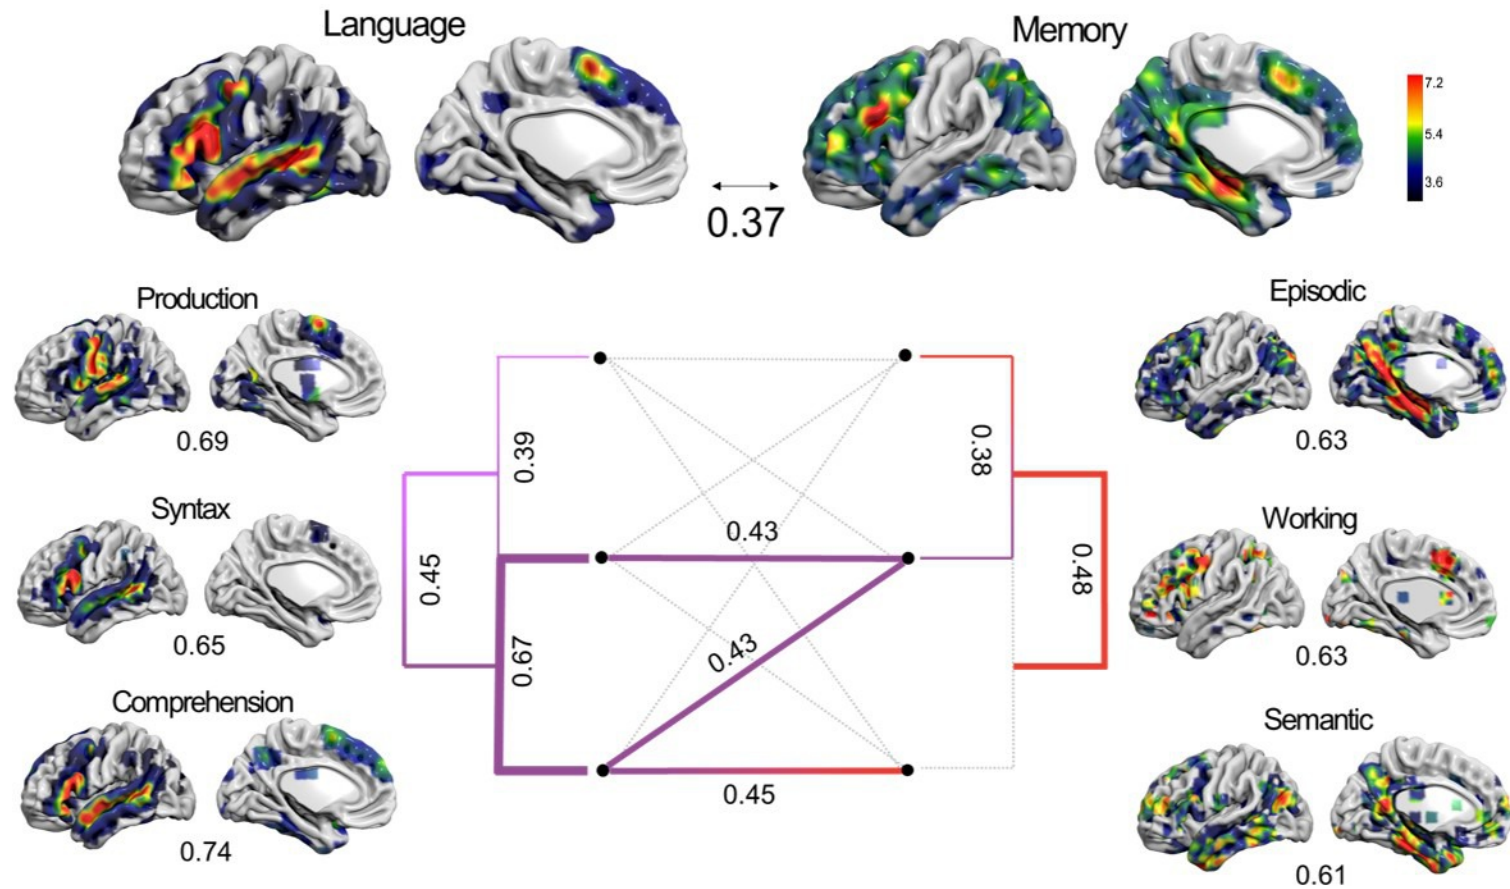 Language
Memory
7.2
5.4
3.6
0.37
Production
Episodic
0.69
0.63
0.39
0.38
Syntax
Working
0.43
0.45
0.48
0.65
0.63
0.67
0.43
Comprehension
Semantic
0.45
0.74
0.61